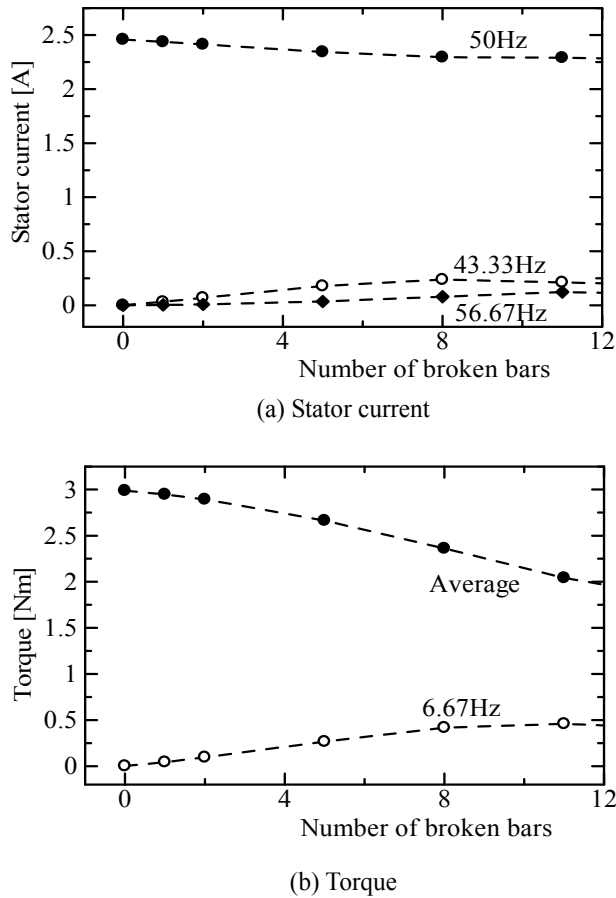 2.5
2
1.5
1
0.5
0
Stator current [A]
50Hz
43.33Hz
56.67Hz
0 4 8 12
Number of broken bars
(a) Stator current
3
2.5
2
1.5
1
0.5
0
Torque [Nm]
Average
6.67Hz
0 4 8 12
Number of broken bars
(b) Torque